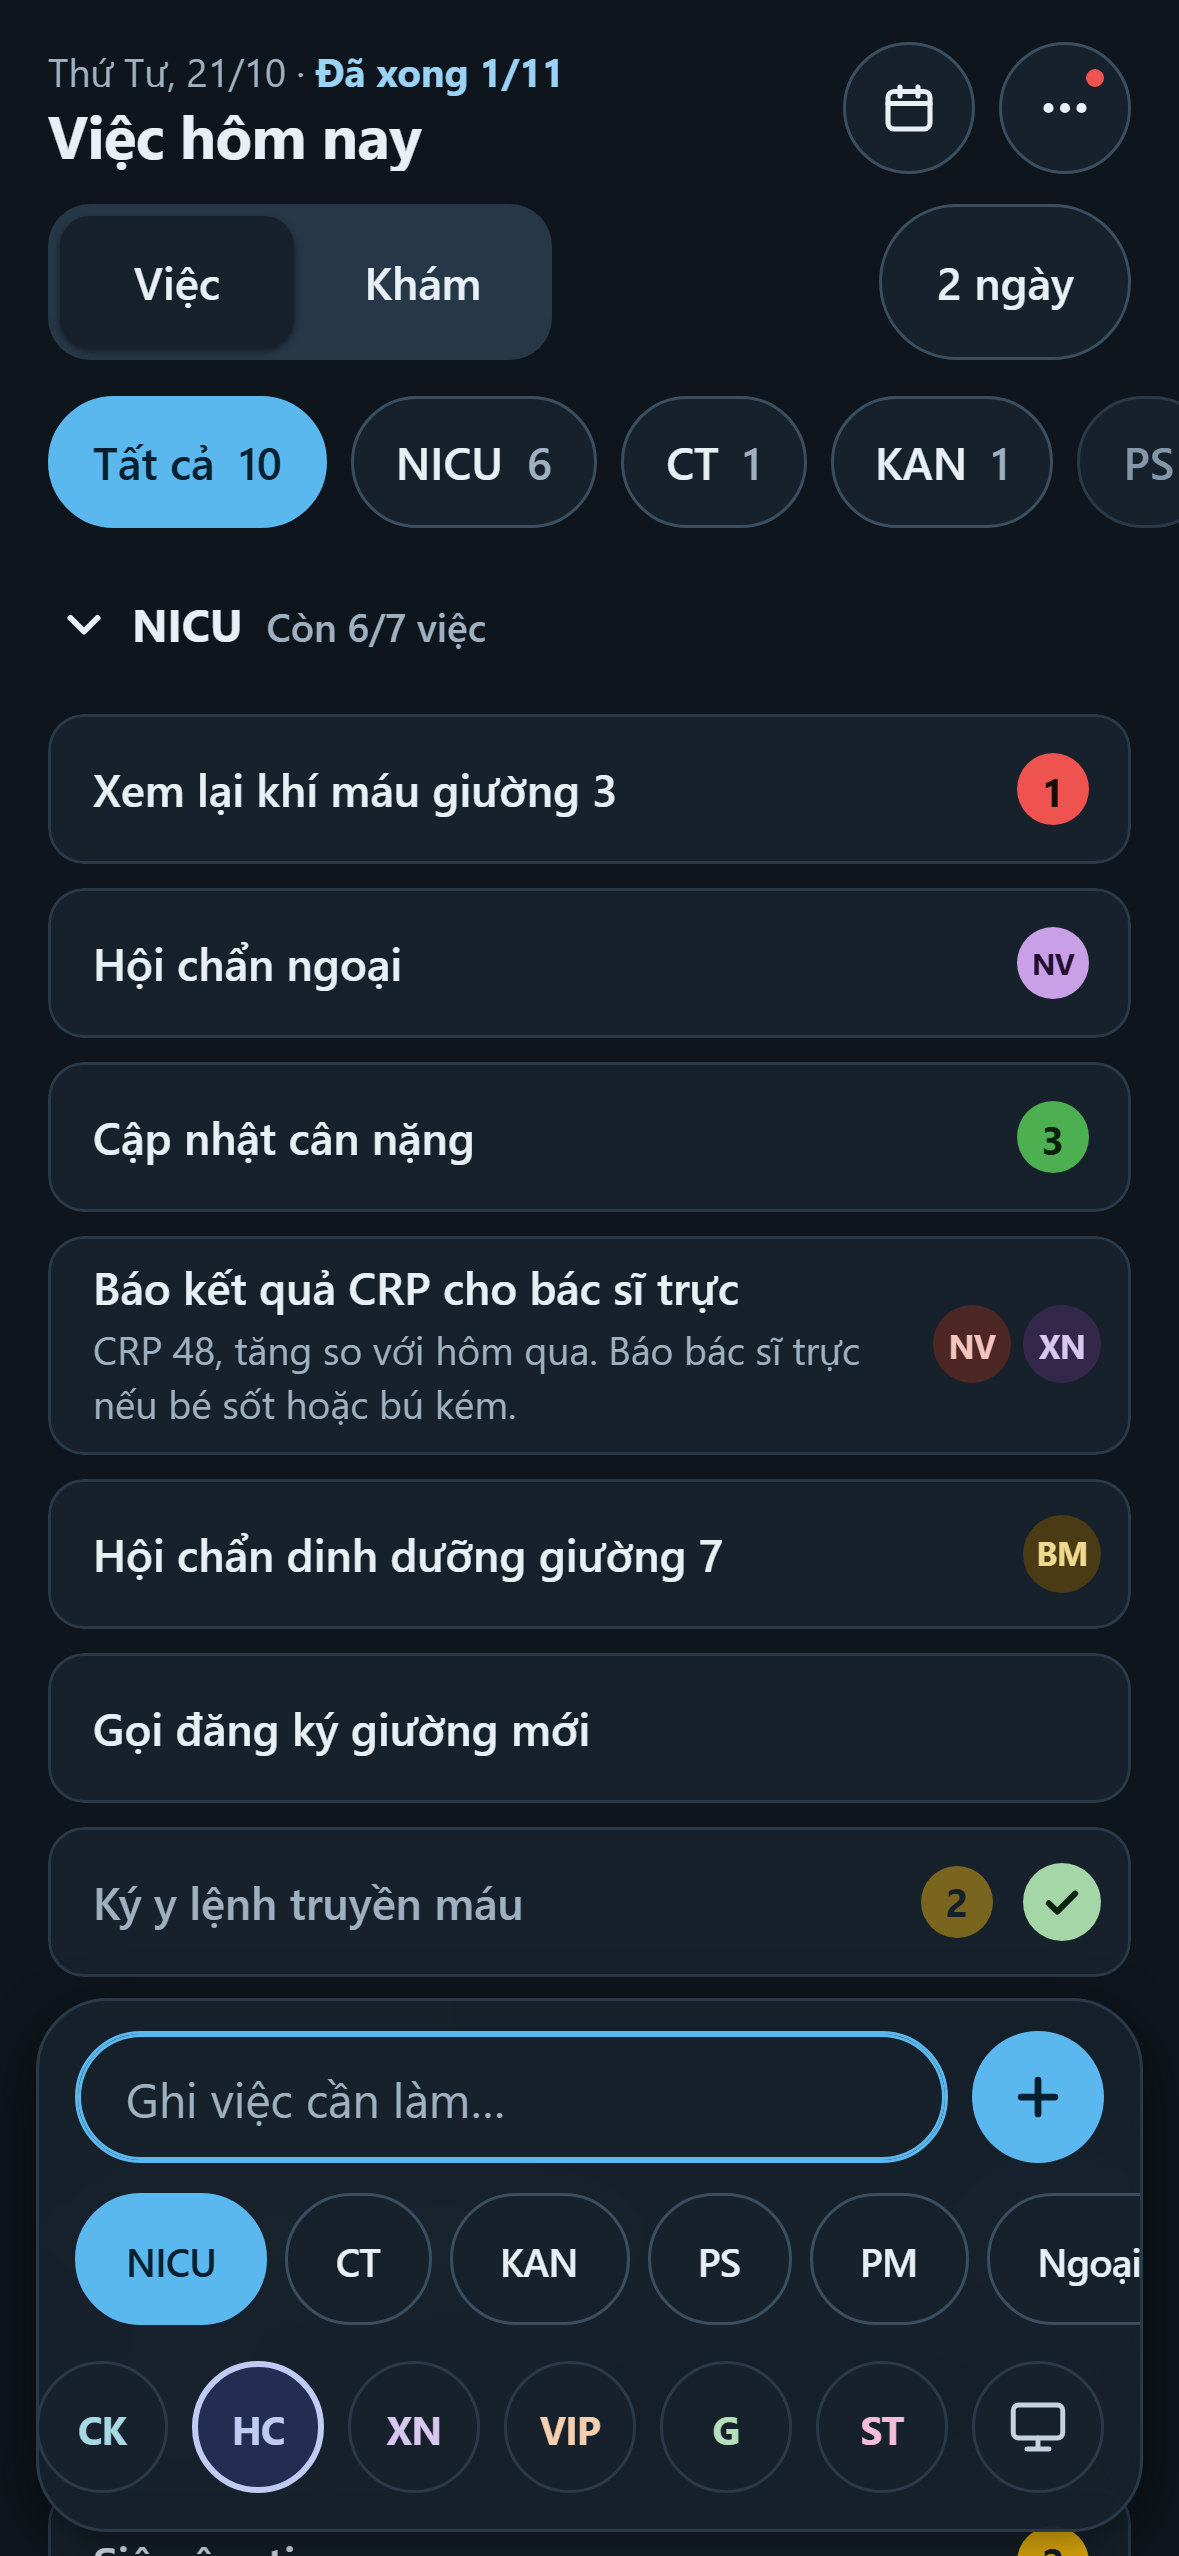 Thứ Tư, 21/10 · Đã xong 1/11
Việc hôm nay
Việc
Khám
2 ngày
Tất cả 10
NICU 6
CT 1
KAN 1
PS
NICU Còn 6/7 việc
Xem lại khí máu giường 3
1
Hội chẩn ngoại
NV
Cập nhật cân nặng
3
Báo kết quả CRP cho bác sĩ trực
CRP 48, tăng so với hôm qua. Báo bác sĩ trực
nếu bé sốt hoặc bú kém.
NV XN
Hội chẩn dinh dưỡng giường 7
BM
Gọi đăng ký giường mới
Ký y lệnh truyền máu
2
Ghi việc cần làm...
NICU CT KAN PS PM Ngoại
CK HC XN VIP G ST